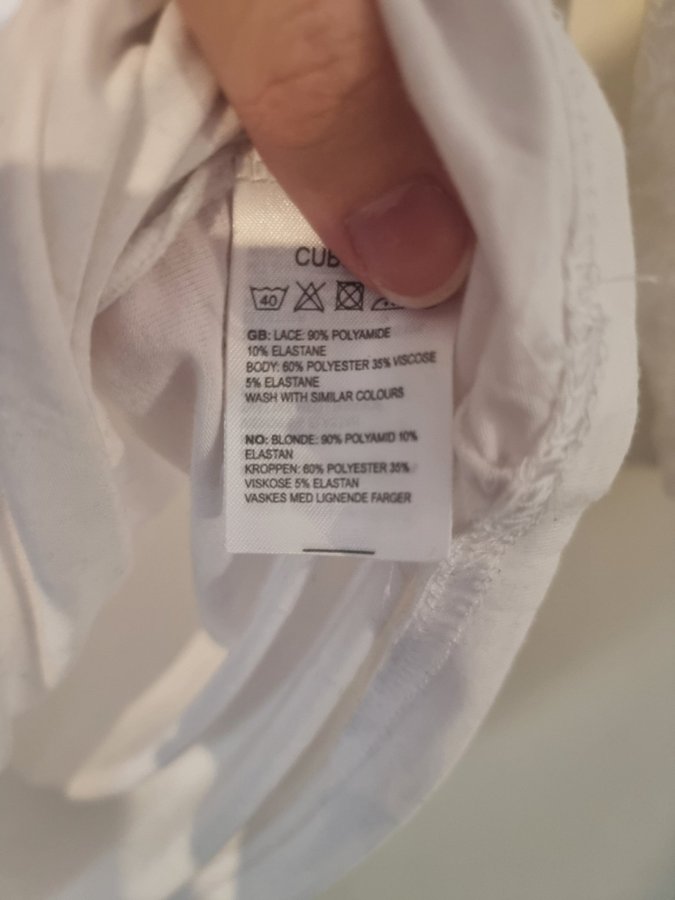 CUB
40
GB: LACE: 90% POLYAMIDE
10% ELASTANE
BODY: 60% POLYESTER 35% VISCOSE
5% ELASTANE
WASH WITH SIMILAR COLOURS
NO: BLONDE: 90% POLYAMID 10%
ELASTAN
KROPPEN: 60% POLYESTER 35%
VISKOSE 5% ELASTAN
VASKES MED LIGNENDE FARGER